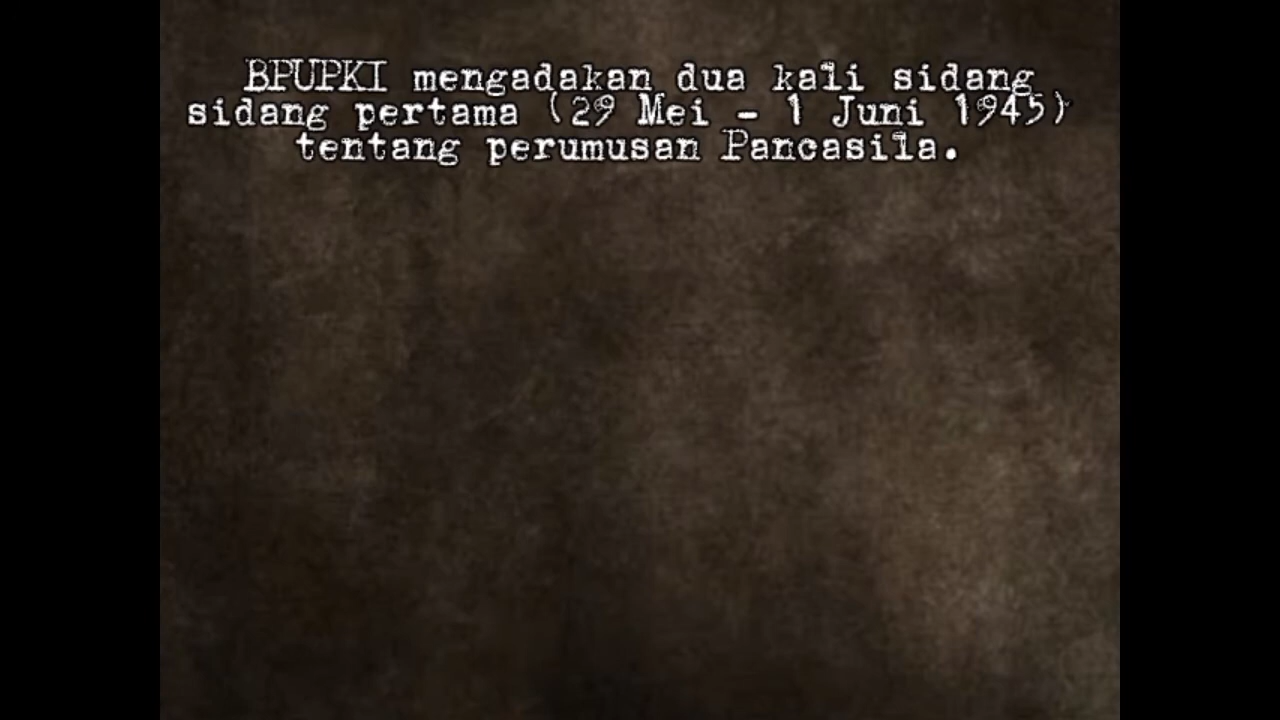 BPUPKI mengadakan dua kali sidang
sidang pertama (29 Mei - 1 Juni 1945)
tentang perumusan Pancasila.